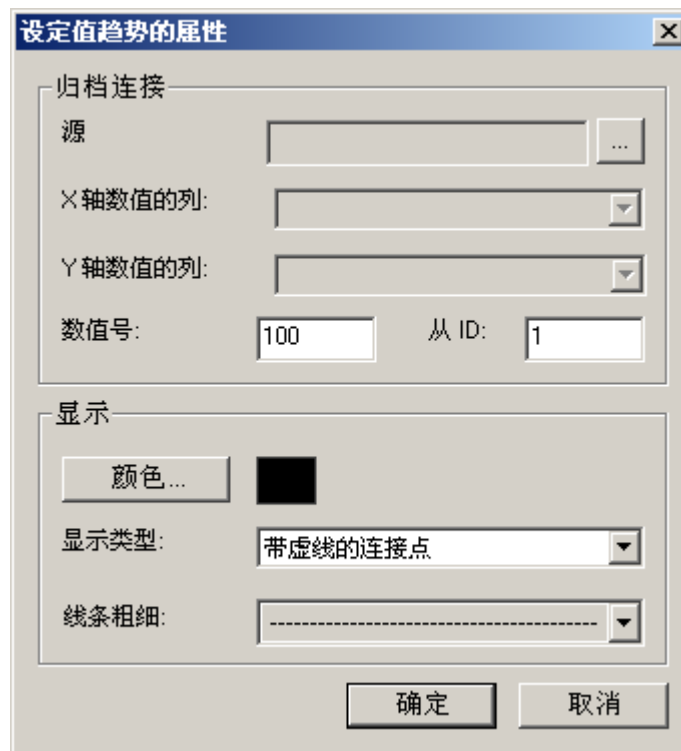 设定值趋势的属性
归档连接
源
...
X轴数值的列:
Y轴数值的列:
数值号: 100 从 ID: 1
显示
颜色...
显示类型: 带虚线的连接点
线条粗细:
确定 取消